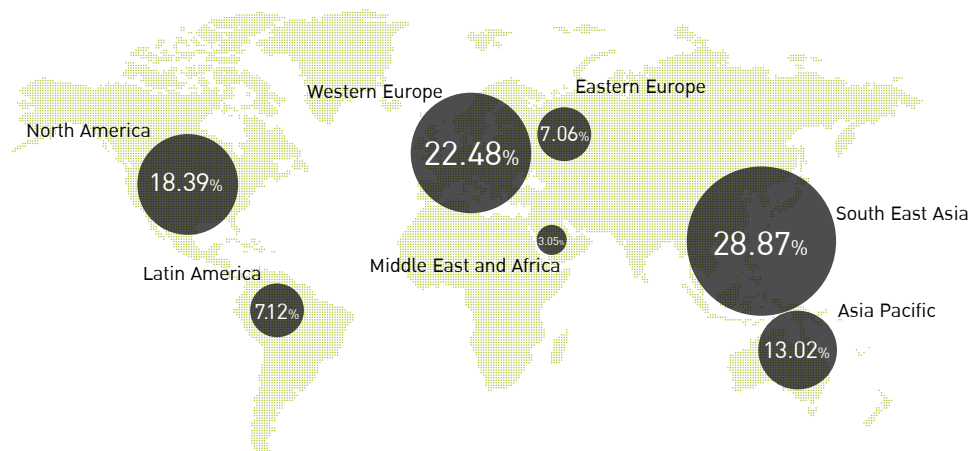 Western Europe
22.48%
Eastern Europe
7.06%
North America
18.39%
South East Asia
28.87%
Middle East and Africa
3.05%
Latin America
7.12%
Asia Pacific
13.02%